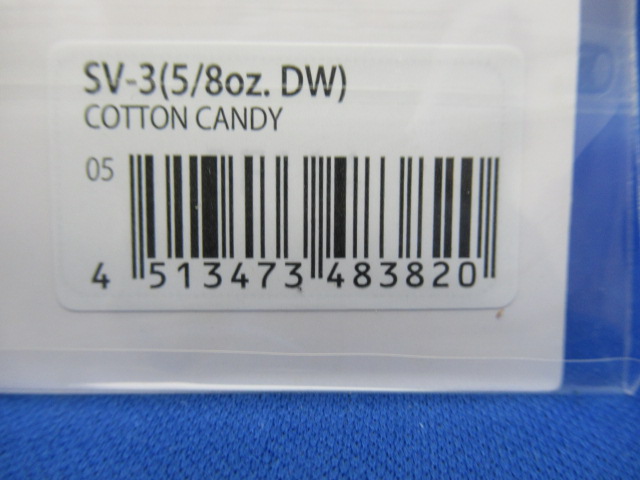 SV-3(5/8oz. DW)
COTTON CANDY
05
4 513473 483820